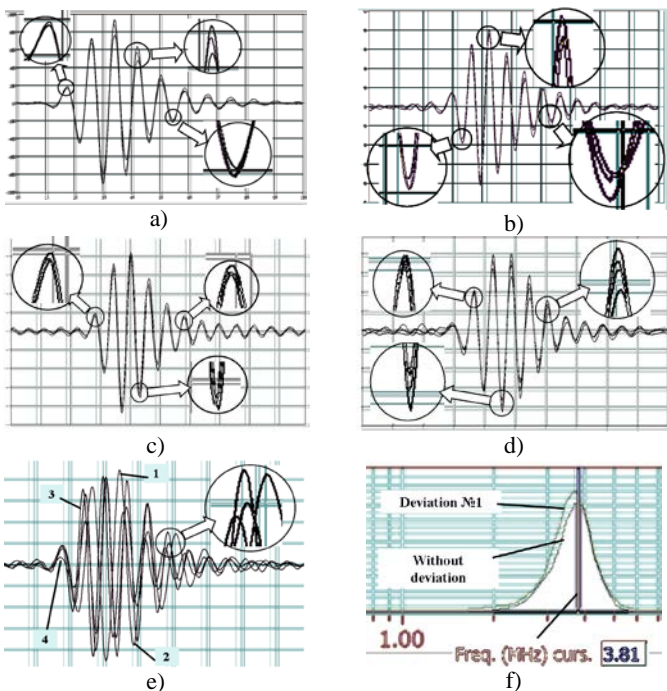 a)
b)
c)
d)
1
3
4
2
e)
Deviation №1
Without
deviation
1.00
Freq. (MHz) curs. 3.81
f)